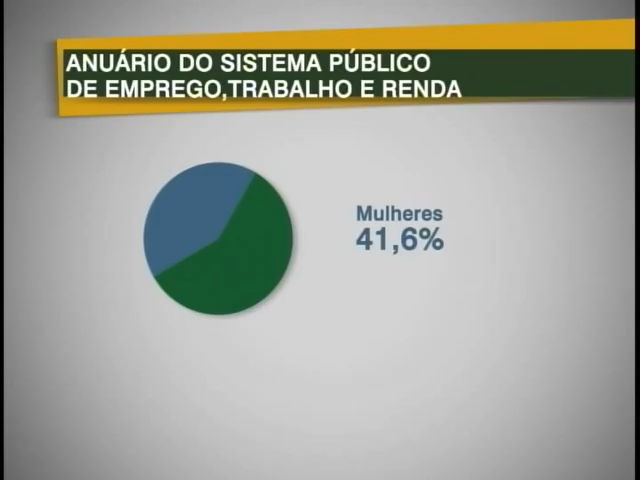 ANUÁRIO DO SISTEMA PÚBLICO
DE EMPREGO,TRABALHO E RENDA
Mulheres
41,6%